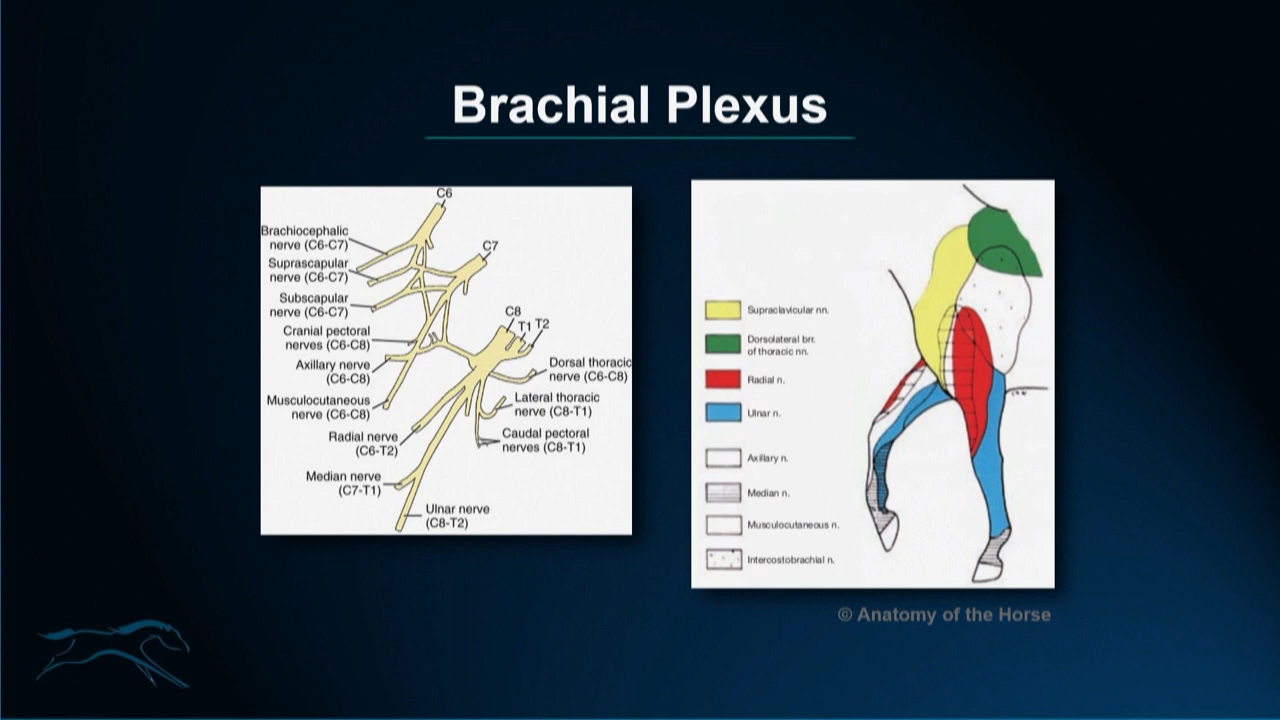 Brachial Plexus
C6
Brachiocephalic
nerve (C6-C7)
C7
Suprascapular
nerve (C6-C7)
Subscapular
nerve (C6-C7)
C8
T1 T2
Cranial pectoral
nerves (C6-C8)
Axillary nerve
(C6-C8)
Dorsal thoracic
nerve (C6-C8)
Musculocutaneous
nerve (C6-C8)
Lateral thoracic
nerve (C8-T1)
Radial nerve
(C6-T2)
Caudal pectoral
nerves (C8-T1)
Median nerve
(C7-T1)
Ulnar nerve
(C8-T2)
Supraclavicular nn.
Dorsolateral brr.
of thoracic nn.
Radial n.
Ulnar n.
Axillary n.
Median n.
Musculocutaneous n.
Intercostobrachial n.
© Anatomy of the Horse